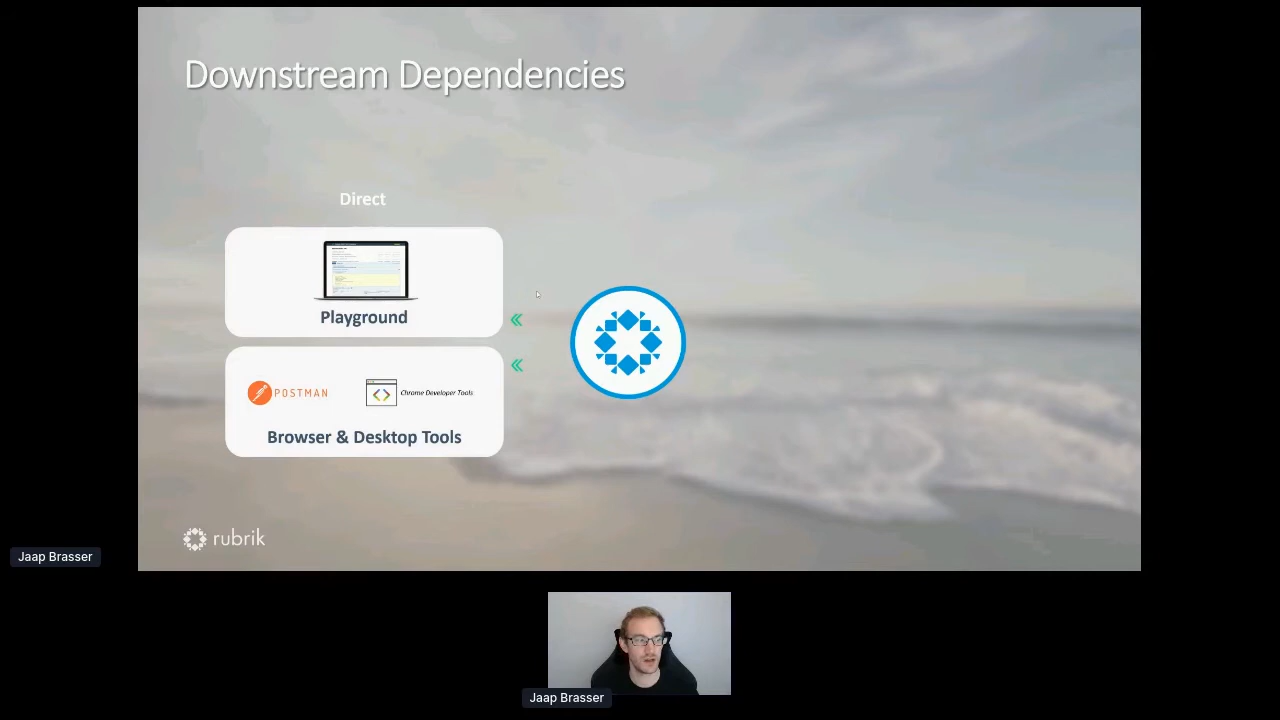 Downstream Dependencies
Direct
Playground
POSTMAN
Chrome Developer Tools
Browser & Desktop Tools
rubrik
Jaap Brasser
Jaap Brasser